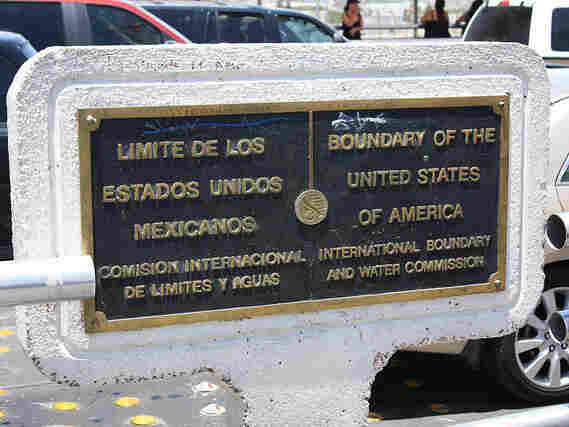 LIMITE DE LOS
ESTADOS UNIDOS
MEXICANOS
COMISION INTERNACIONAL
DE LIMITES Y AGUAS
BOUNDARY OF THE
UNITED STATES
OF AMERICA
INTERNATIONAL BOUNDARY
AND WATER COMMISSION